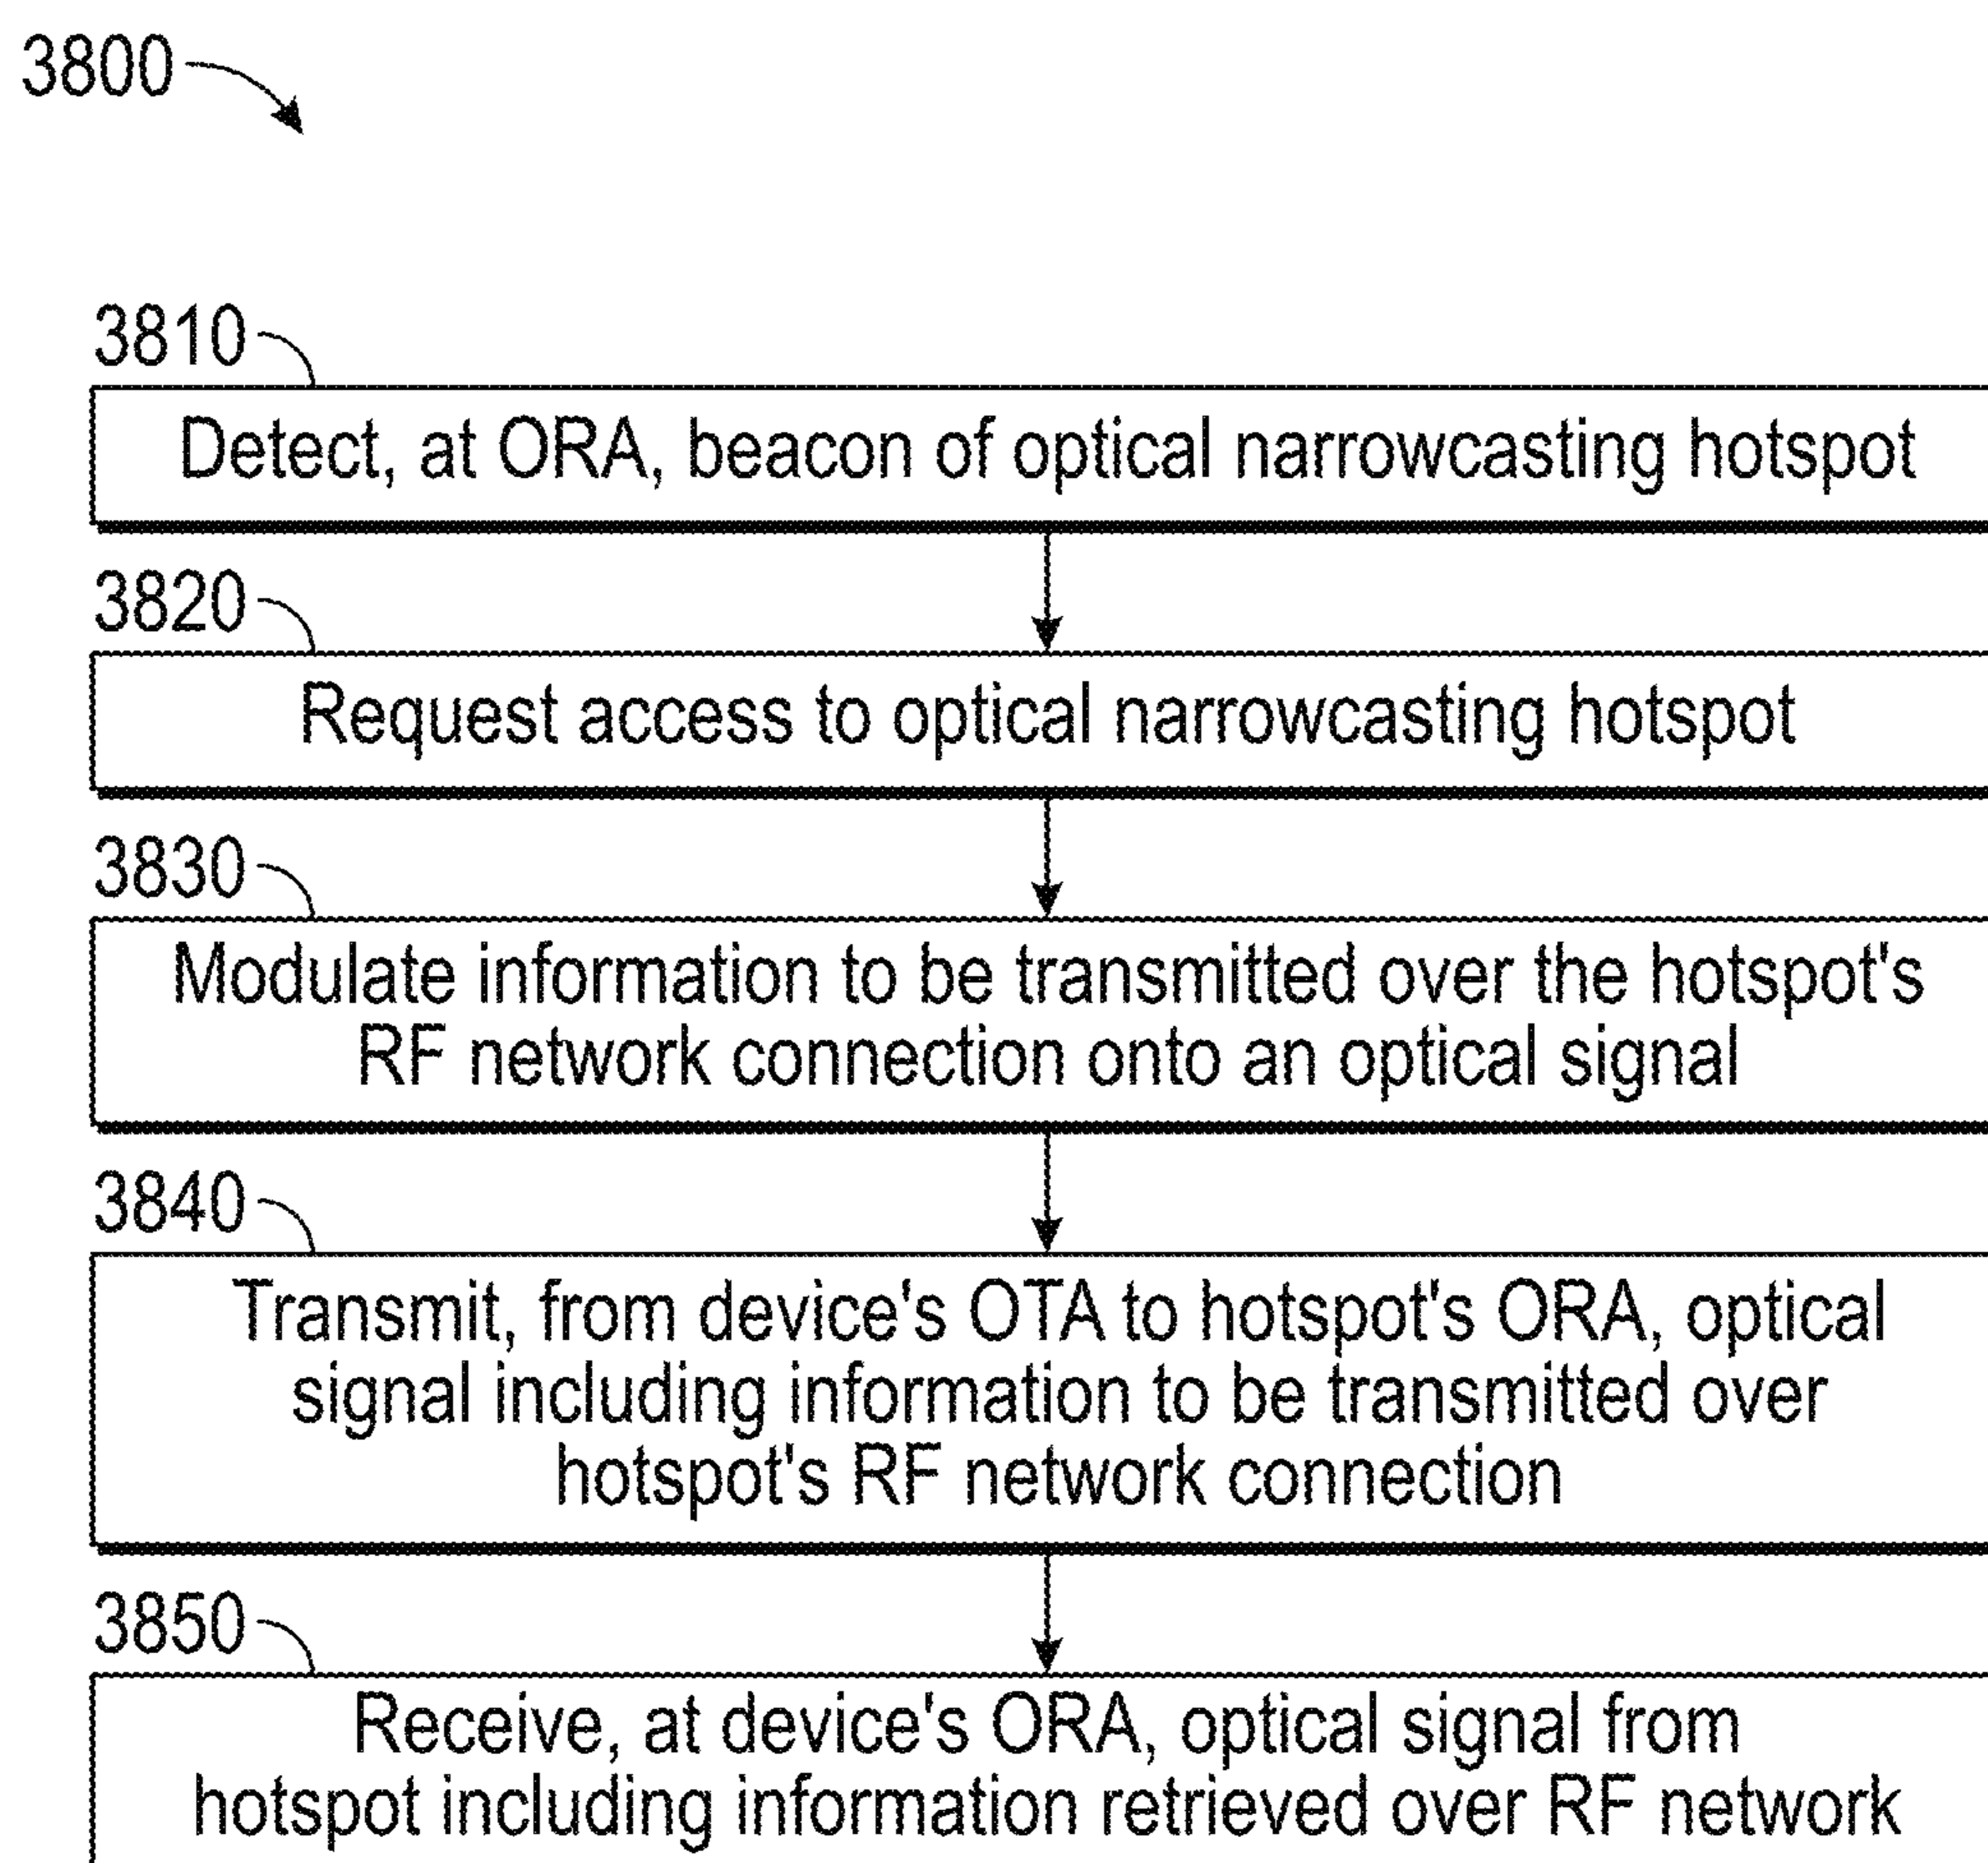 3800
3810
Detect, at ORA, beacon of optical narrowcasting hotspot
3820
Request access to optical narrowcasting hotspot
3830
Modulate information to be transmitted over the hotspot's
RF network connection onto an optical signal
3840
Transmit, from device's OTA to hotspot's ORA, optical
signal including information to be transmitted over
hotspot's RF network connection
3850
Receive, at device's ORA, optical signal from
hotspot including information retrieved over RF network